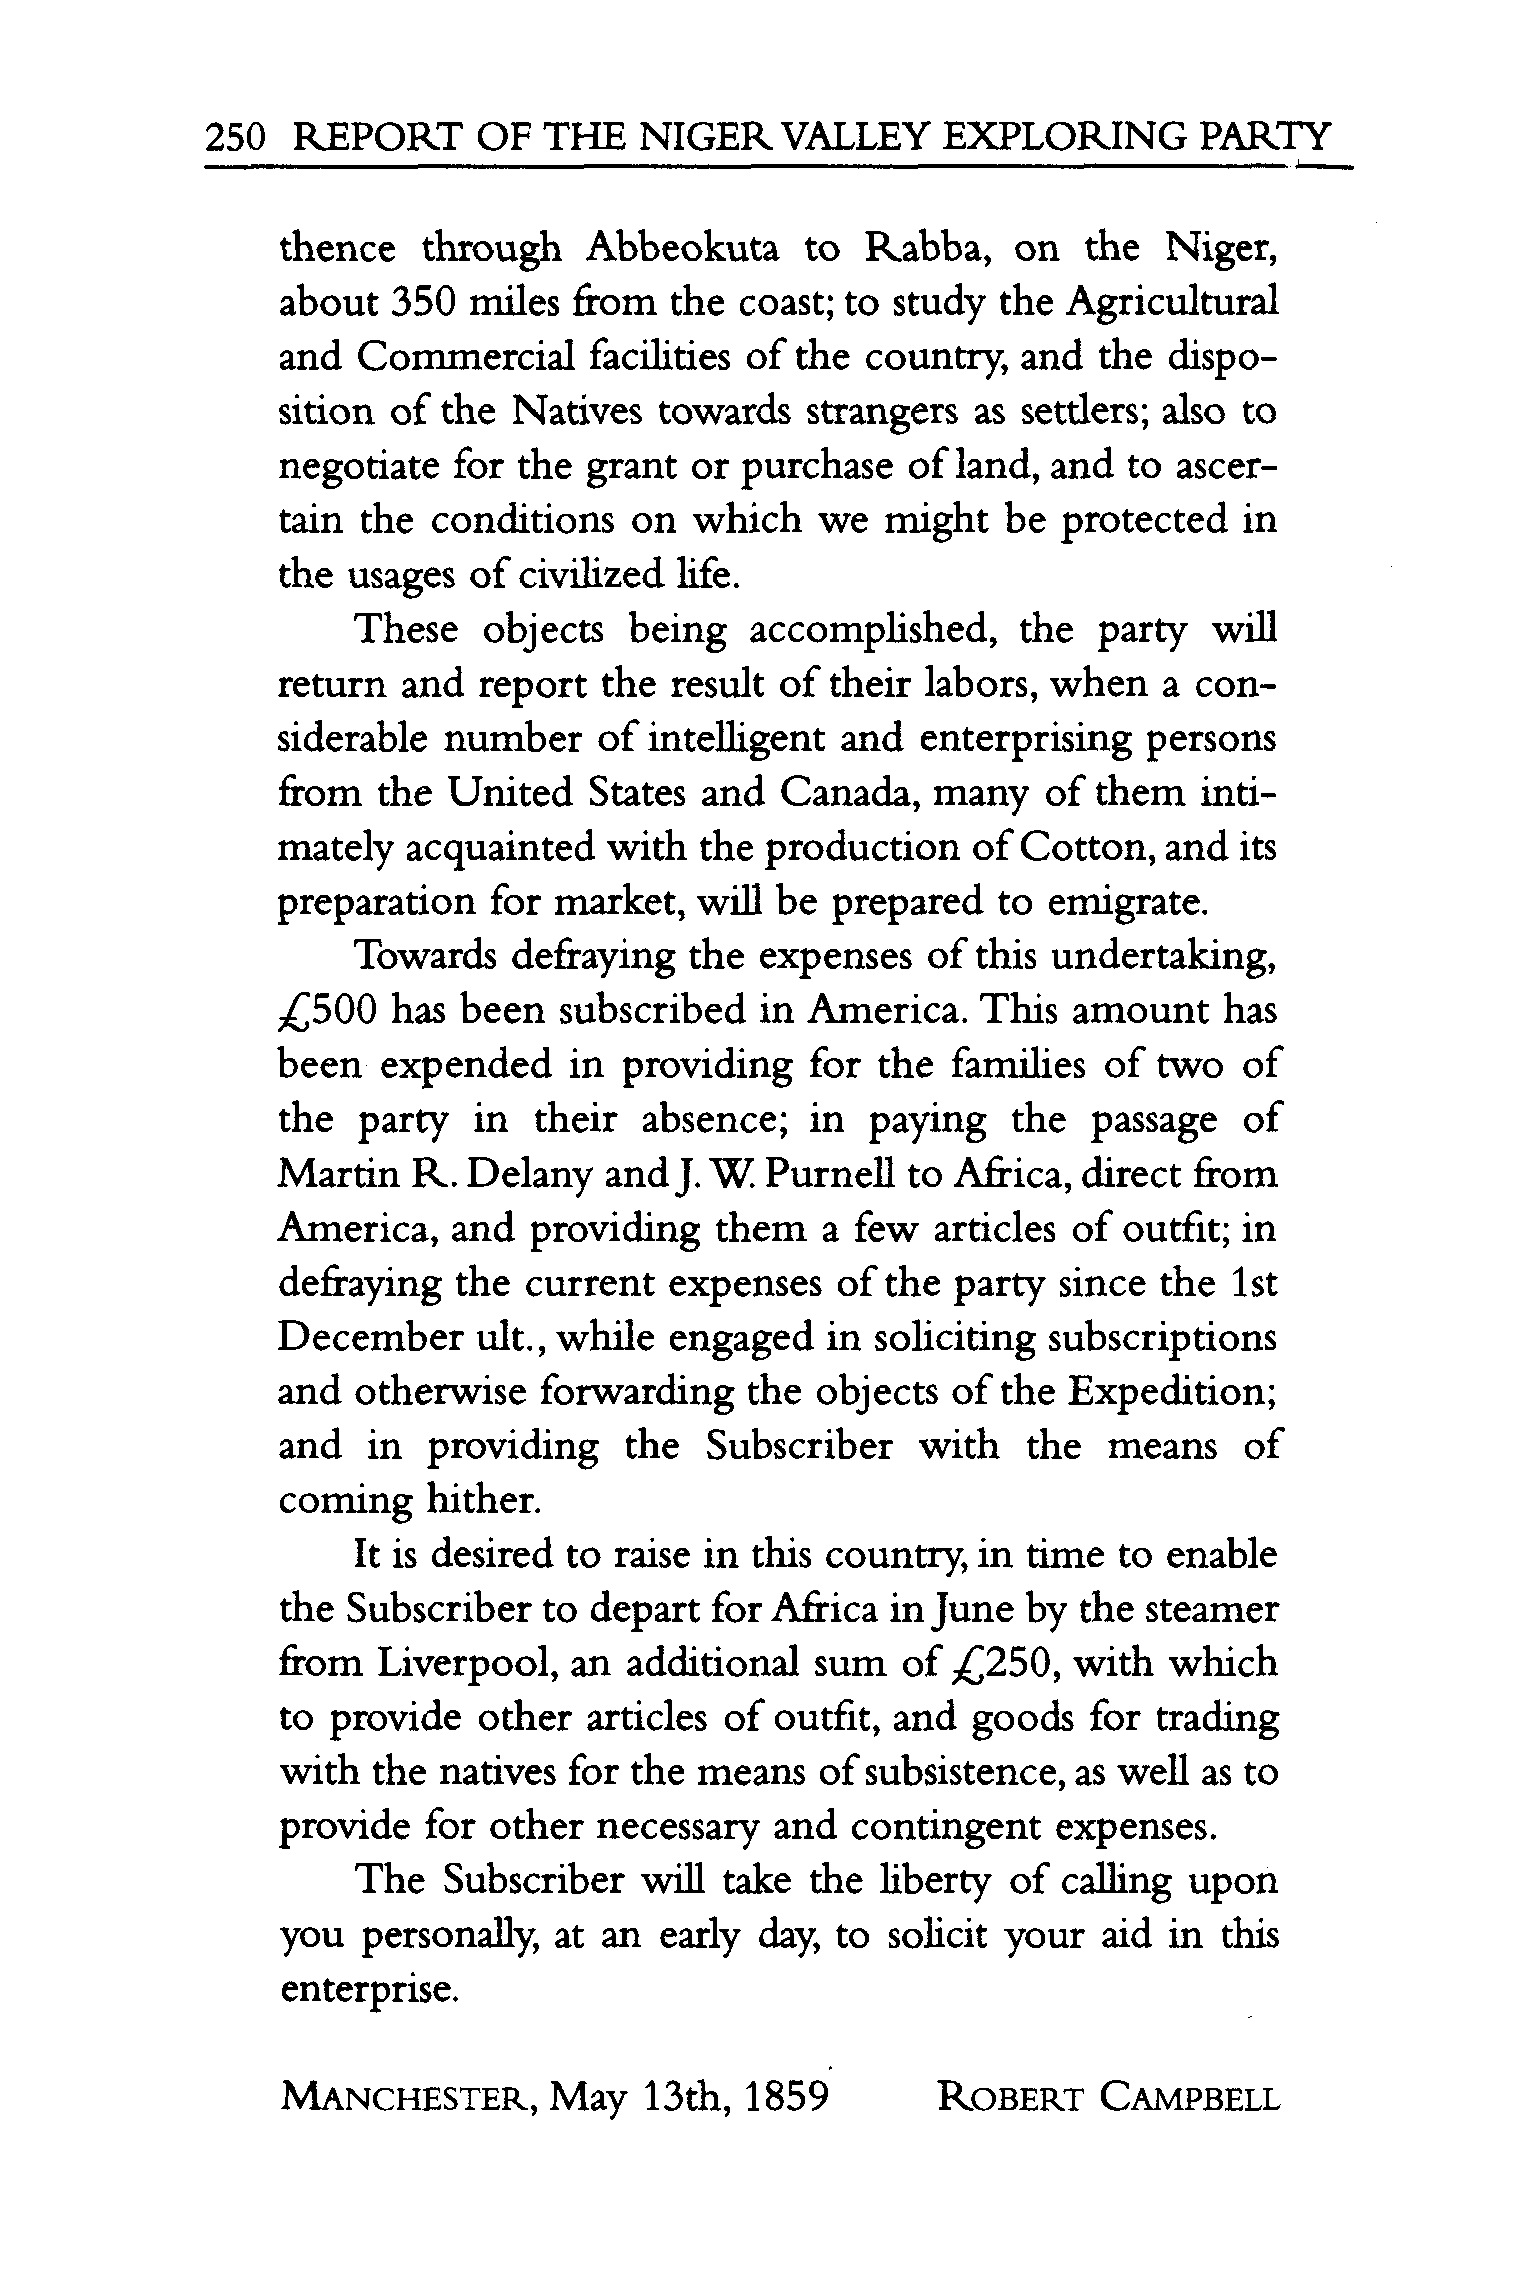 250 REPORT OF THE NIGER VALLEY EXPLORING PARTY
thence through Abbeokuta to Rabba, on the Niger,
about 350 miles from the coast; to study the Agricultural
and Commercial facilities of the country, and the dispo-
sition of the Natives towards strangers as settlers; also to
negotiate for the grant or purchase of land, and to ascer-
tain the conditions on which we might be protected in
the usages of civilized life.
These objects being accomplished, the party will
return and report the result of their labors, when a con-
siderable number of intelligent and enterprising persons
from the United States and Canada, many of them inti-
mately acquainted with the production of Cotton, and its
preparation for market, will be prepared to emigrate.
Towards defraying the expenses of this undertaking,
£500 has been subscribed in America. This amount has
been expended in providing for the families of two of
the party in their absence; in paying the passage of
Martin R. Delany and J. W. Purnell to Africa, direct from
America, and providing them a few articles of outfit; in
defraying the current expenses of the party since the 1st
December ult., while engaged in soliciting subscriptions
and otherwise forwarding the objects of the Expedition;
and in providing the Subscriber with the means of
coming hither.
It is desired to raise in this country, in time to enable
the Subscriber to depart for Africa in June by the steamer
from Liverpool, an additional sum of £250, with which
to provide other articles of outfit, and goods for trading
with the natives for the means of subsistence, as well as to
provide for other necessary and contingent expenses.
The Subscriber will take the liberty of calling upon
you personally, at an early day, to solicit your aid in this
enterprise.
MANCHESTER, May 13th, 1859 ROBERT CAMPBELL